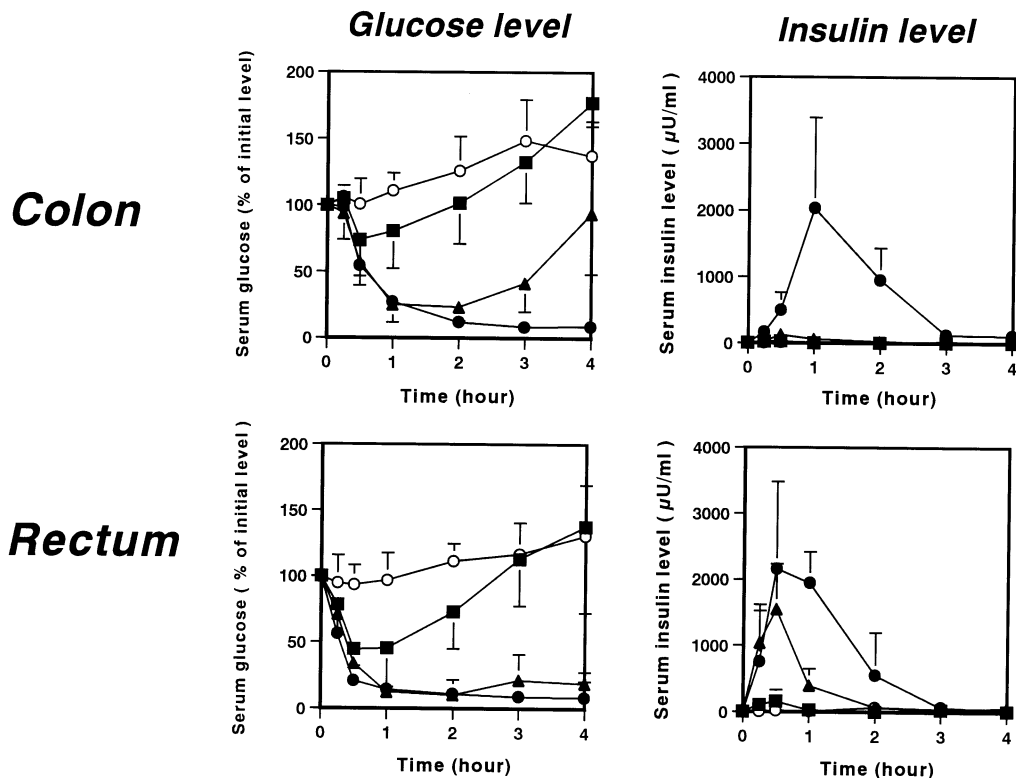 Glucose level
Insulin level
Colon
Serum glucose (% of initial level)
200
150
100
50
0
0 1 2 3 4
Time (hour)
Serum insulin level ( µU/ml )
4000
3000
2000
1000
0
0 1 2 3 4
Time (hour)
Rectum
Serum glucose ( % of initial level )
200
150
100
50
0
0 1 2 3 4
Time (hour)
Serum insulin level ( µU/ml )
4000
3000
2000
1000
0
0 1 2 3 4
Time (hour)